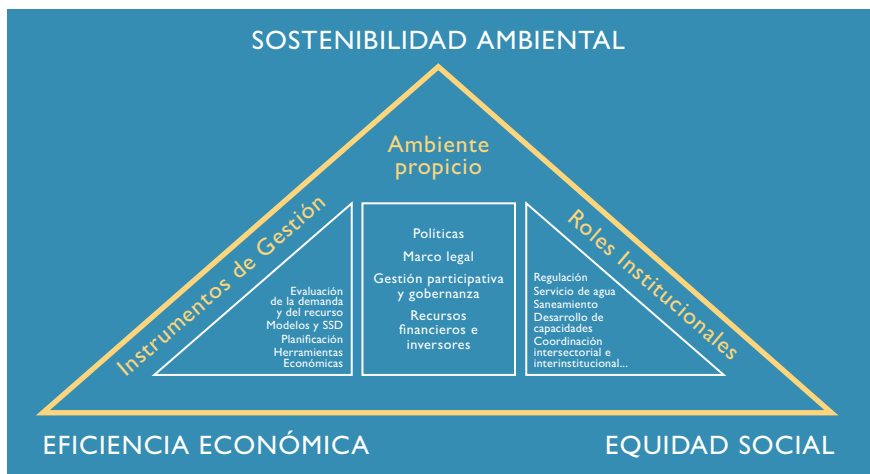 SOSTENIBILIDAD AMBIENTAL
Ambiente
propicio
Instrumentos de Gestión
Evaluación
de la demanda
y del recurso
Modelos y SSD
Planificación
Herramientas
Económicas
Políticas
Marco legal
Gestión participativa
y gobernanza
Recursos
financieros e
inversores
Roles Institucionales
Regulación
Servicio de agua
Saneamiento
Desarrollo de
capacidades
Coordinación
intersectorial e
interinstitucional...
EFICIENCIA ECONÓMICA
EQUIDAD SOCIAL